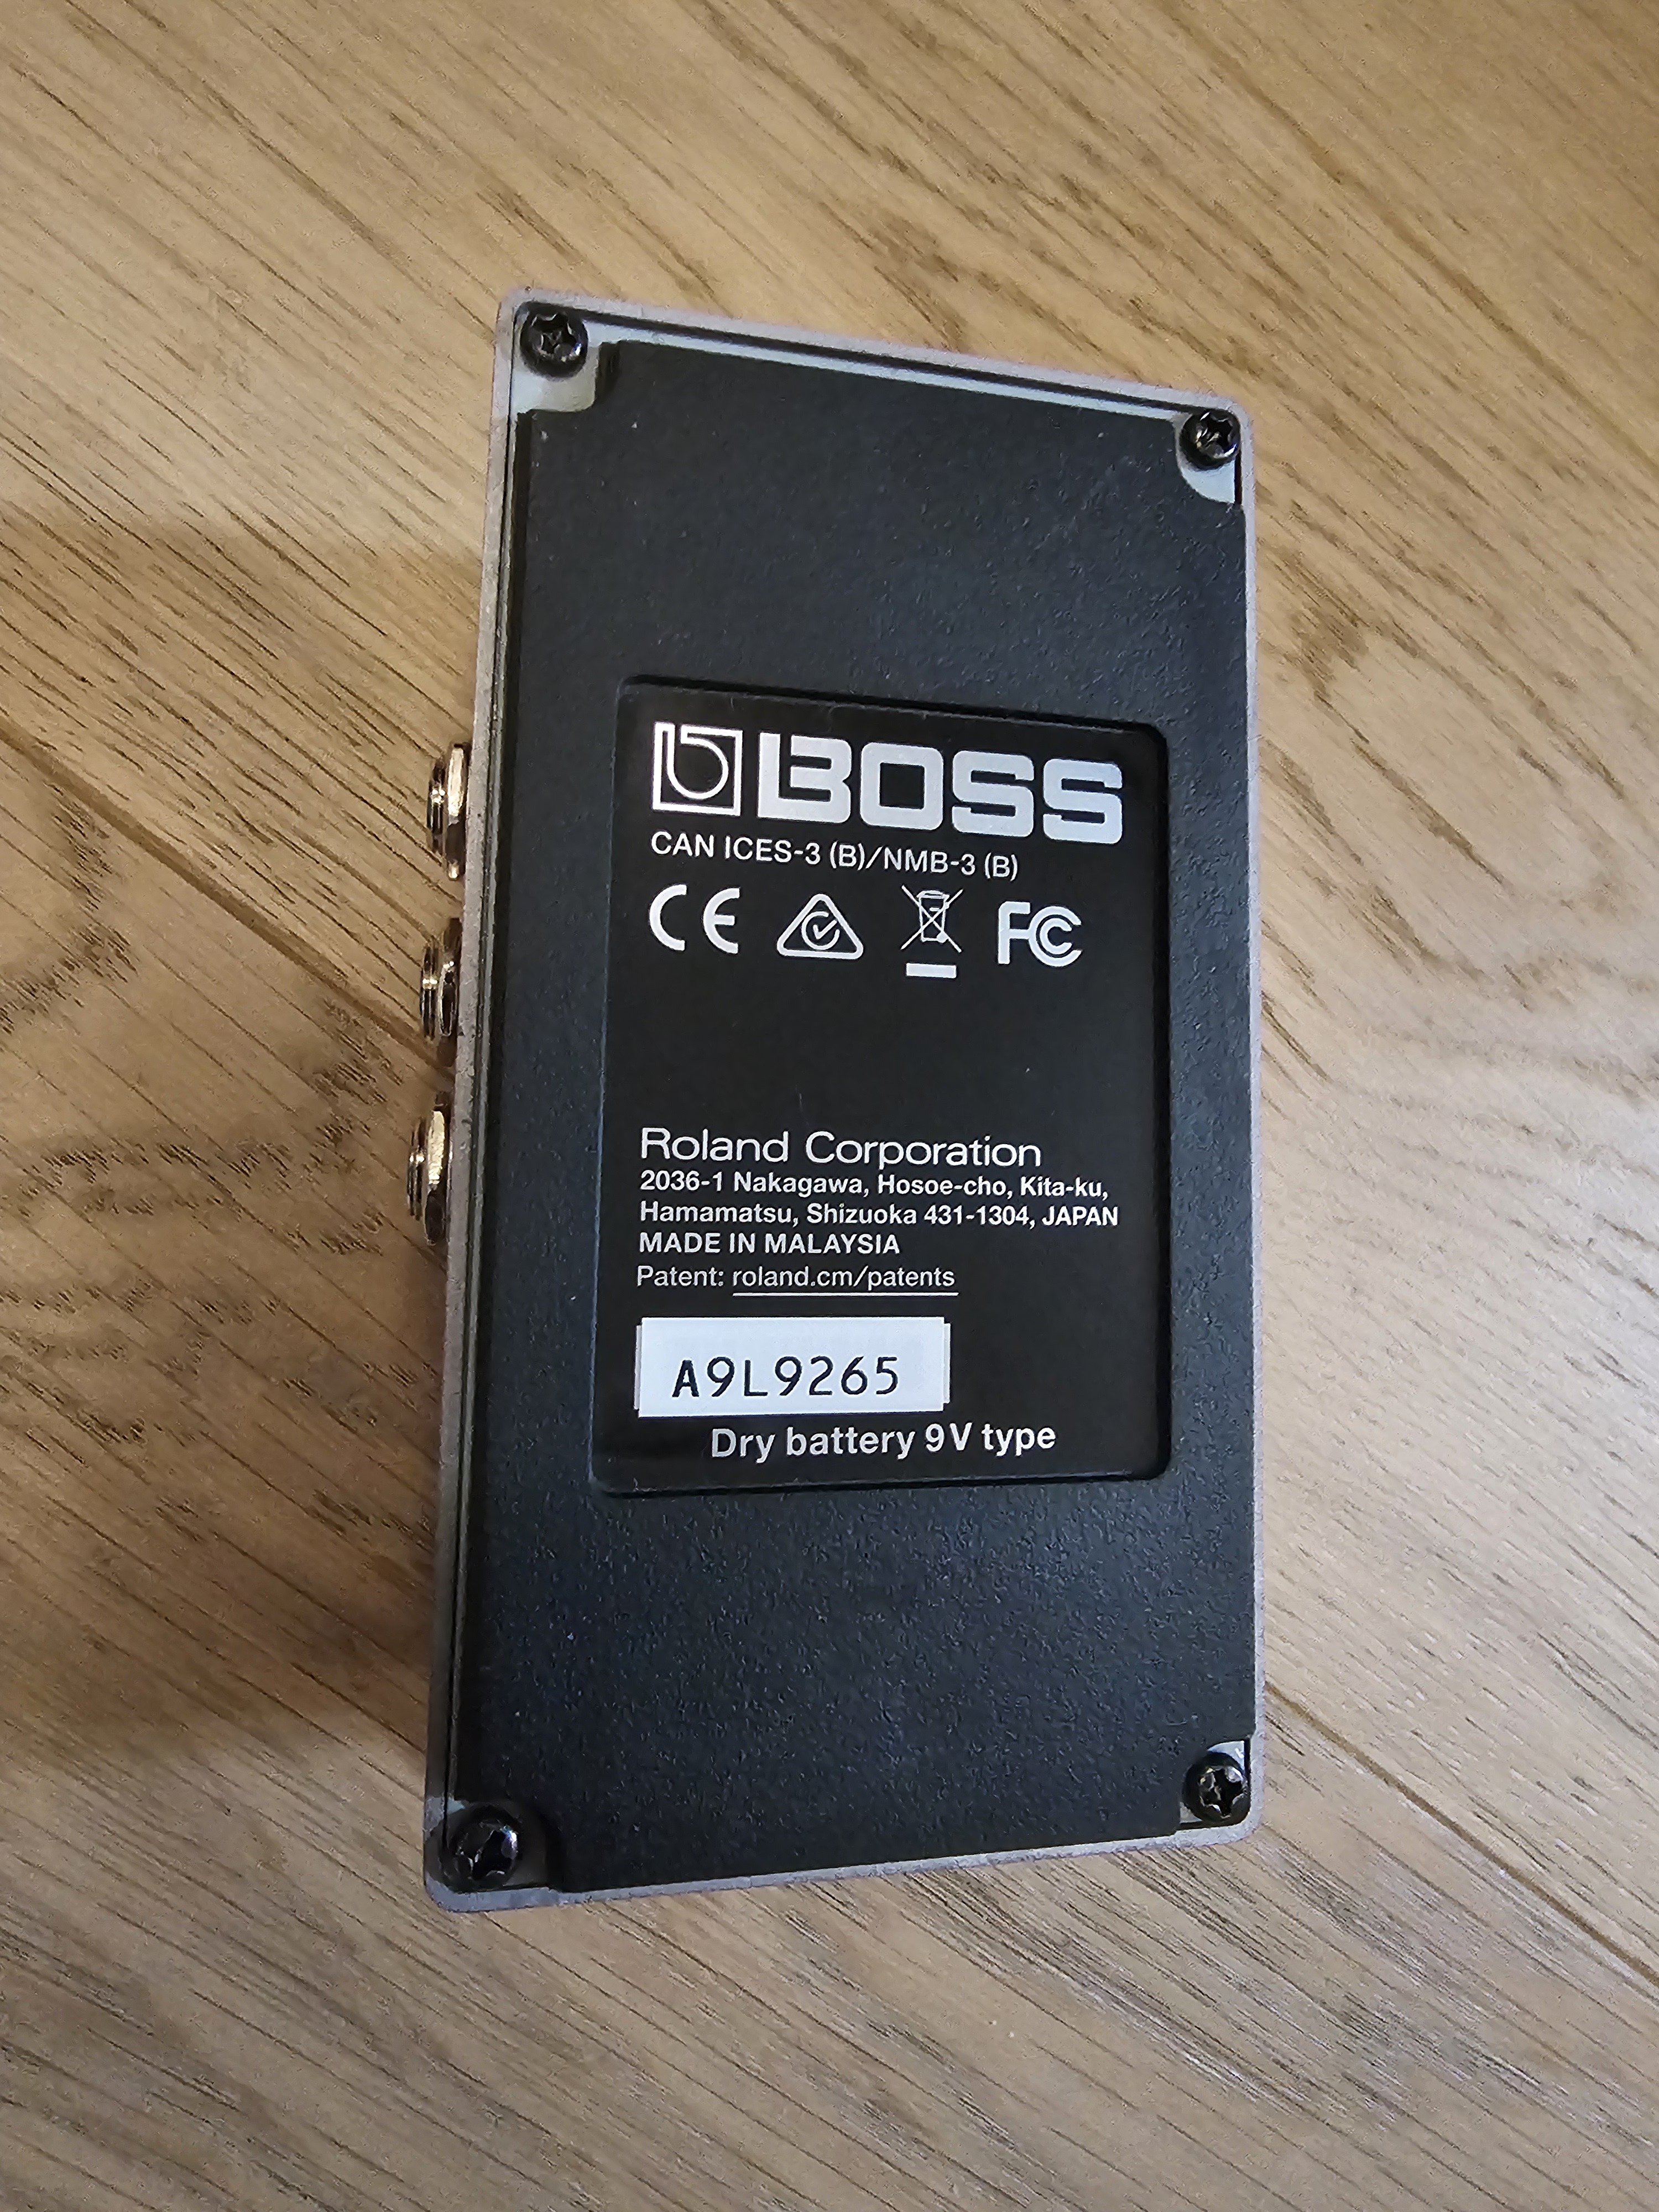 BOSS
CAN ICES-3 (B)/NMB-3 (B)
CE FC
Roland Corporation
2036-1 Nakagawa, Hosoe-cho, Kita-ku,
Hamamatsu, Shizuoka 431-1304, JAPAN
MADE IN MALAYSIA
Patent: roland.cm/patents
A9L9265
Dry battery 9V type